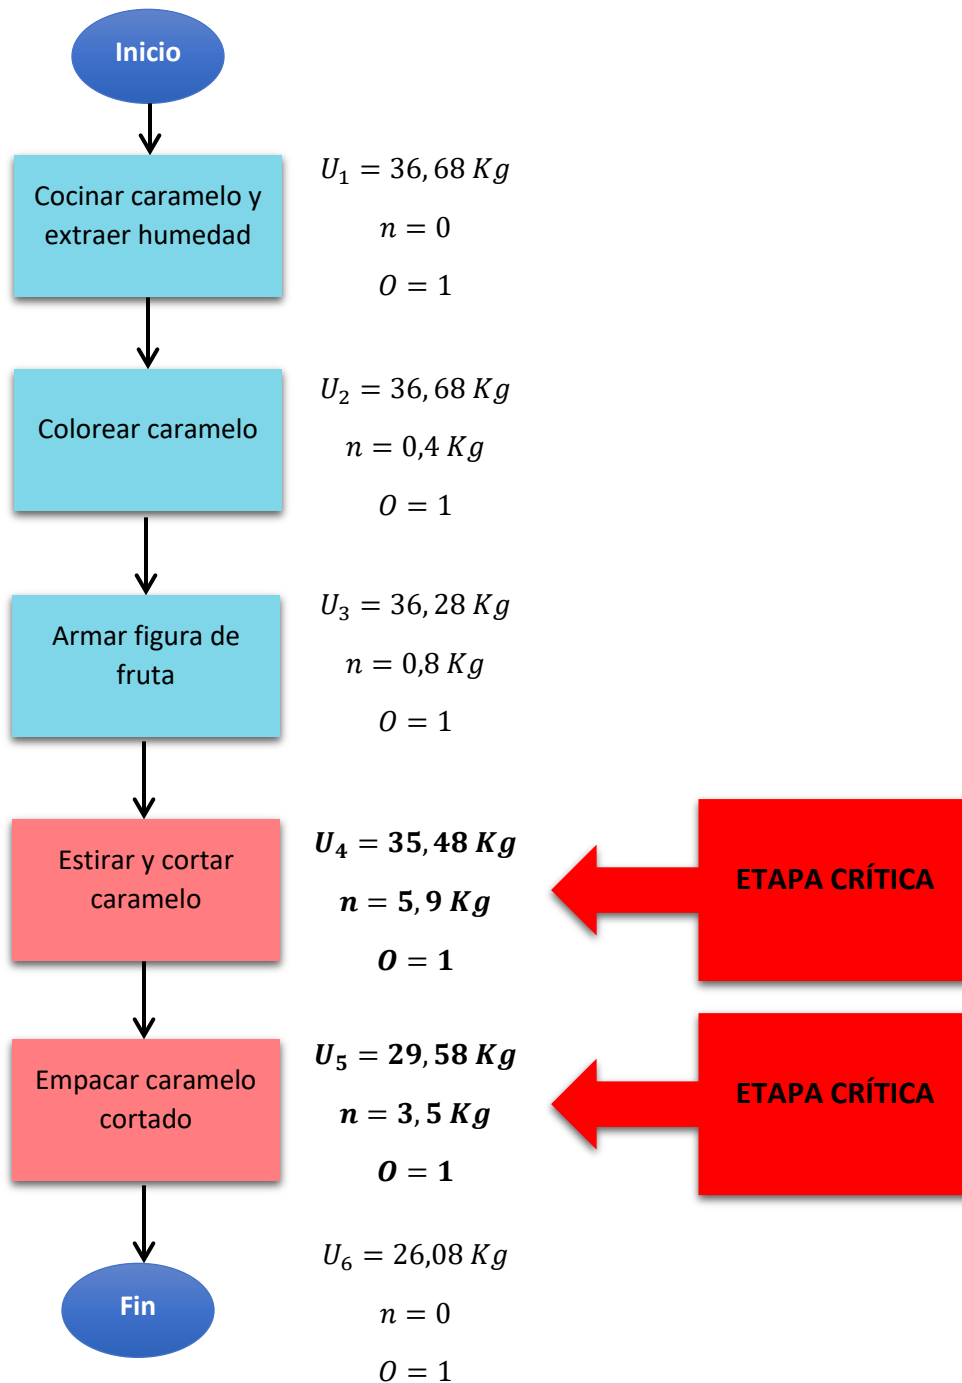 Inicio
Cocinar caramelo y
extraer humedad
U₁ = 36,68 Kg
n = 0
O = 1
Colorear caramelo
U₂ = 36,68 Kg
n = 0,4 Kg
O = 1
Armar figura de
fruta
U₃ = 36,28 Kg
n = 0,8 Kg
O = 1
Estirar y cortar
caramelo
U₄ = 35,48 Kg
n = 5,9 Kg
O = 1
ETAPA CRÍTICA
Empacar caramelo
cortado
U₅ = 29,58 Kg
n = 3,5 Kg
O = 1
ETAPA CRÍTICA
Fin
U₆ = 26,08 Kg
n = 0
O = 1